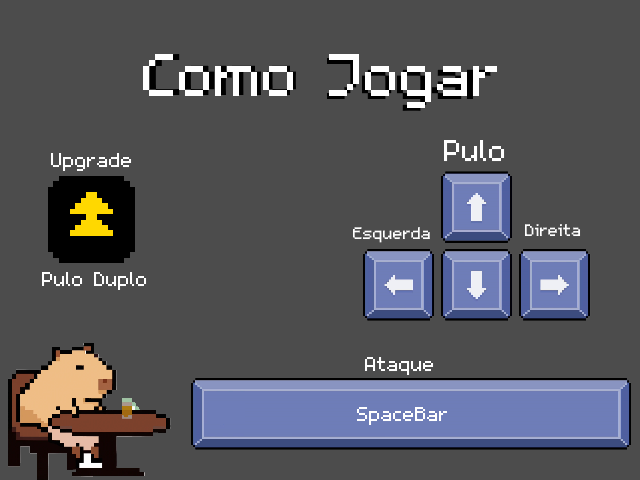 Como Jogar
Upgrade
Pulo Duplo
Pulo
Esquerda
Direita
Ataque
SpaceBar